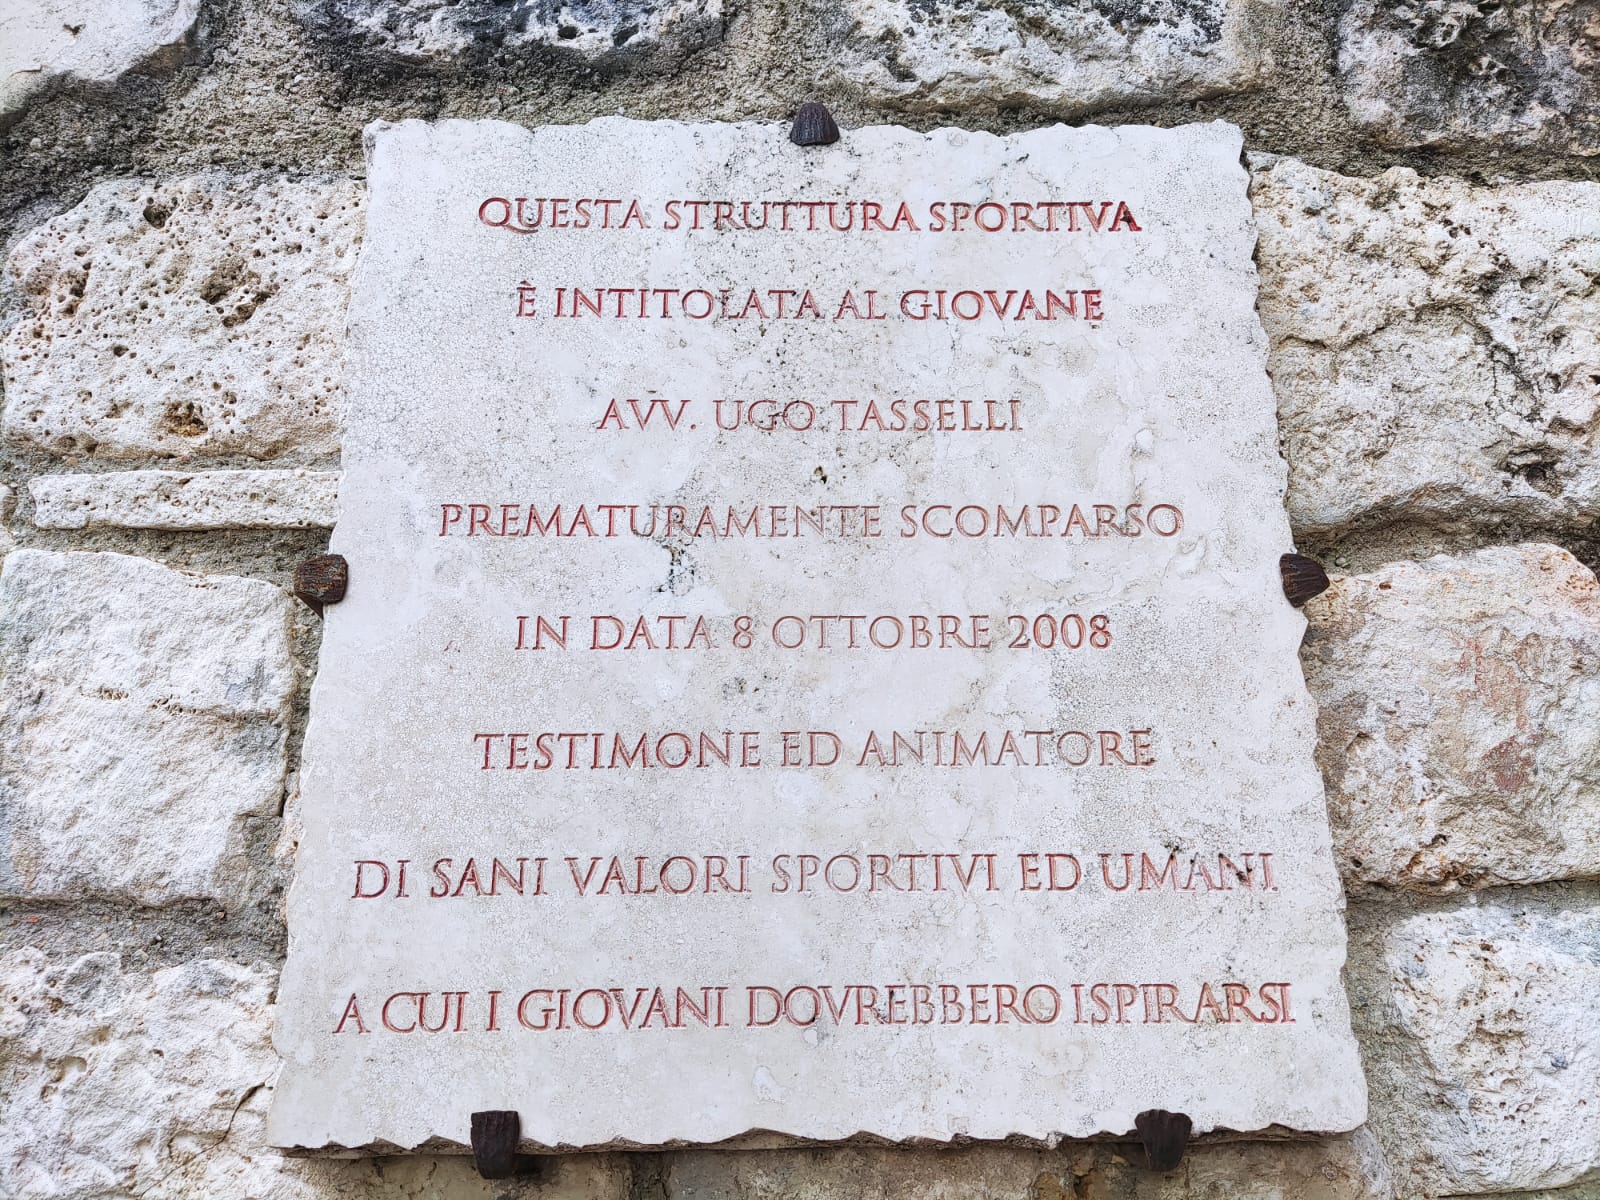 QUESTA STRUTTURA SPORTIVA
È INTITOLATA AL GIOVANE
AVV. UGO TASSELLI
PREMATURAMENTE SCOMPARSO
IN DATA 8 OTTOBRE 2008
TESTIMONE ED ANIMATORE
DI SANI VALORI SPORTIVI ED UMANI
A CUI I GIOVANI DOVREBBERO ISPIRARSI